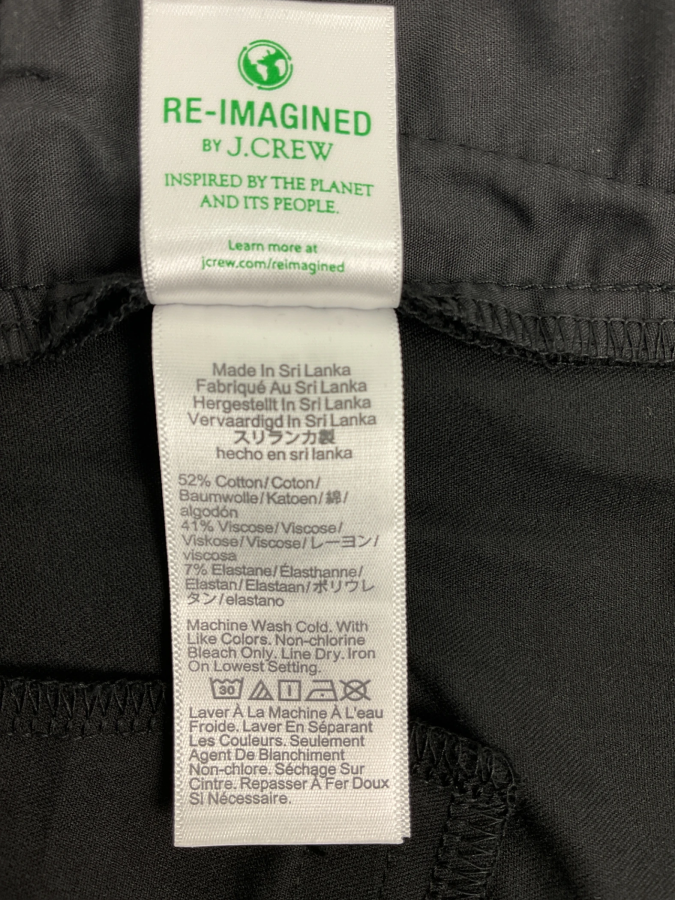 RE-IMAGINED
BY J.CREW
INSPIRED BY THE PLANET
AND ITS PEOPLE.
Learn more at
jcrew.com/reimagined
Made In Sri Lanka
Fabriqué Au Sri Lanka
Hergestellt In Sri Lanka
Vervaardigd In Sri Lanka
スリランカ製
hecho en sri lanka
52% Cotton/Coton/
Baumwolle/Katoen/綿/
algodón
41% Viscose/Viscose/
Viskose/Viscose/レーヨン/
viscosa
7% Elastane/Élasthanne/
Elastan/Elastaan/ポリウレ
タン/elastano
Machine Wash Cold. With
Like Colors. Non-chlorine
Bleach Only. Line Dry. Iron
On Lowest Setting.
30
Laver À La Machine À L'eau
Froide. Laver En Séparant
Les Couleurs. Seulement
Agent De Blanchiment
Non-chlore. Séchage Sur
Cintre. Repasser À Fer Doux
Si Nécessaire.